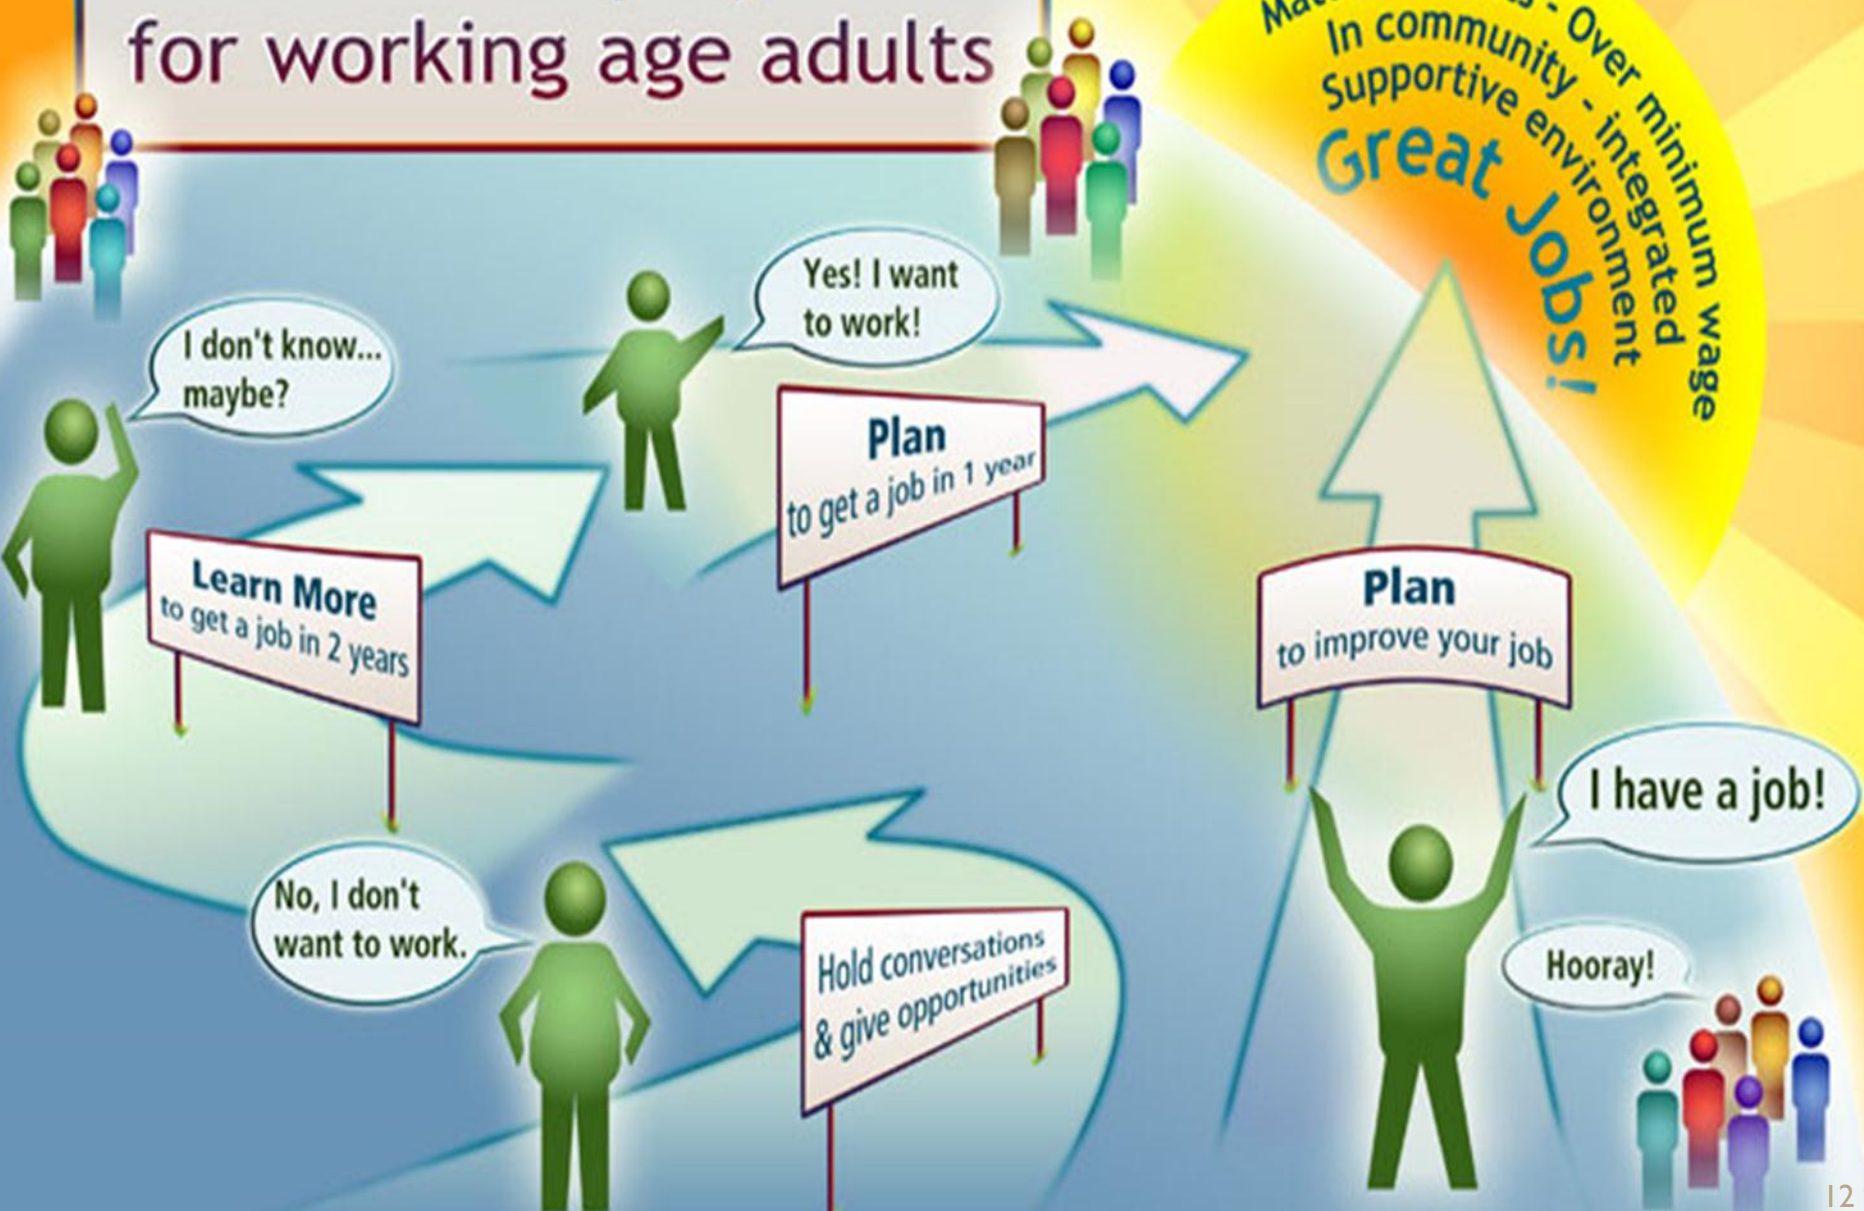 for working age adults
- Over minimum wage
In community - integrated
Supportive environment
Great Jobs!
Yes! I want
to work!
I don't know...
maybe?
Plan
to get a job in 1 year
Learn More
to get a job in 2 years
Plan
to improve your job
I have a job!
No, I don't
want to work.
Hold conversations
& give opportunities
Hooray!
12